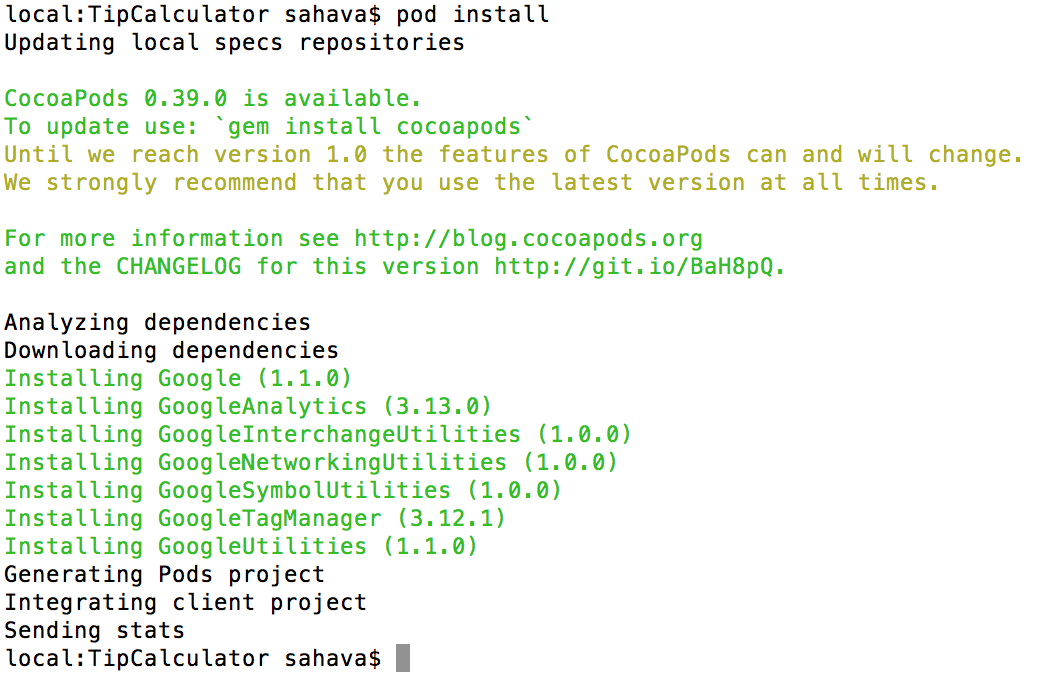 local:TipCalculator sahava$ pod install
Updating local specs repositories
CocoaPods 0.39.0 is available.
To update use: `gem install cocoapods`
Until we reach version 1.0 the features of CocoaPods can and will change.
We strongly recommend that you use the latest version at all times.
For more information see http://blog.cocoapods.org
and the CHANGELOG for this version http://git.io/BaH8pQ.
Analyzing dependencies
Downloading dependencies
Installing Google (1.1.0)
Installing GoogleAnalytics (3.13.0)
Installing GoogleInterchangeUtilities (1.0.0)
Installing GoogleNetworkingUtilities (1.0.0)
Installing GoogleSymbolUtilities (1.0.0)
Installing GoogleTagManager (3.12.1)
Installing GoogleUtilities (1.1.0)
Generating Pods project
Integrating client project
Sending stats
local:TipCalculator sahava$